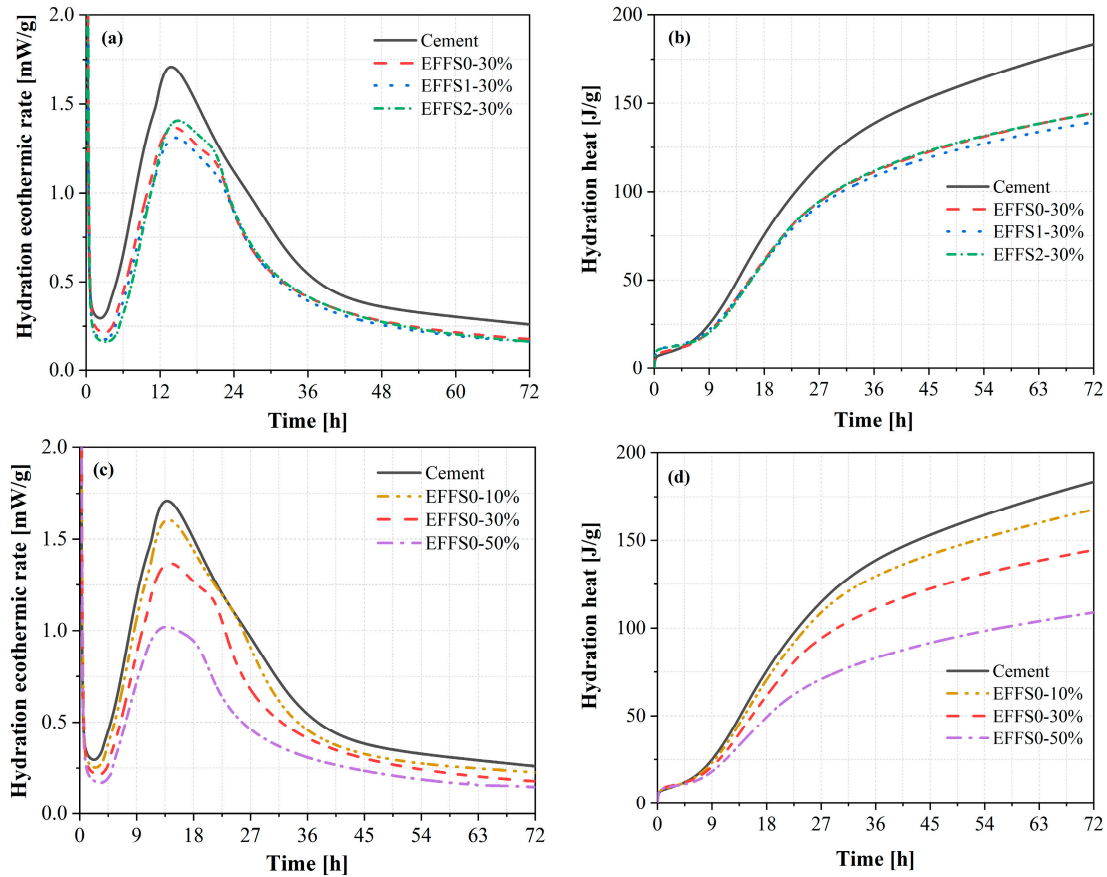 (a)
Cement
EFFS0-30%
EFFS1-30%
EFFS2-30%
Hydration ecothermic rate [mW/g]
2.0
1.5
1.0
0.5
0.0
0 12 24 36 48 60 72
Time [h]
(b)
Cement
EFFS0-30%
EFFS1-30%
EFFS2-30%
Hydration heat [J/g]
200
150
100
50
0
0 9 18 27 36 45 54 63 72
Time [h]
(c)
Cement
EFFS0-10%
EFFS0-30%
EFFS0-50%
Hydration ecothermic rate [mW/g]
2.0
1.5
1.0
0.5
0.0
0 9 18 27 36 48 54 63 72
Time [h]
(d)
Cement
EFFS0-10%
EFFS0-30%
EFFS0-50%
Hydration heat [J/g]
200
150
100
50
0
0 9 18 27 36 45 54 63 72
Time [h]